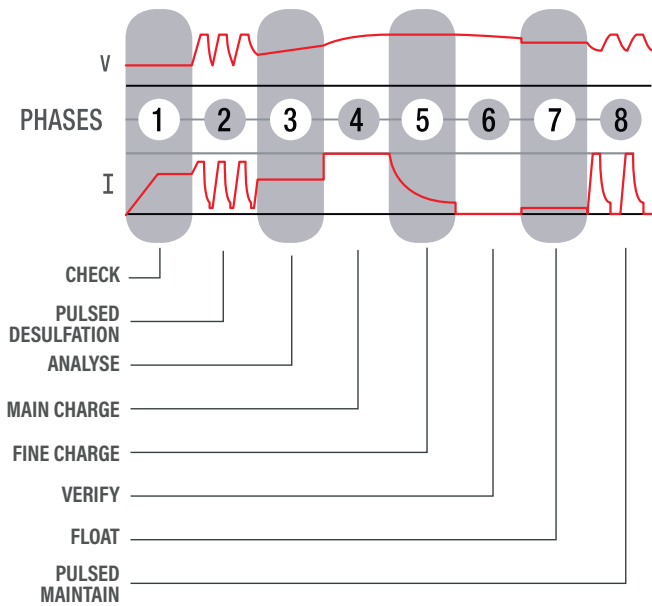 V
PHASES 1 2 3 4 5 6 7 8
I
CHECK
PULSED
DESULFATION
ANALYSE
MAIN CHARGE
FINE CHARGE
VERIFY
FLOAT
PULSED
MAINTAIN